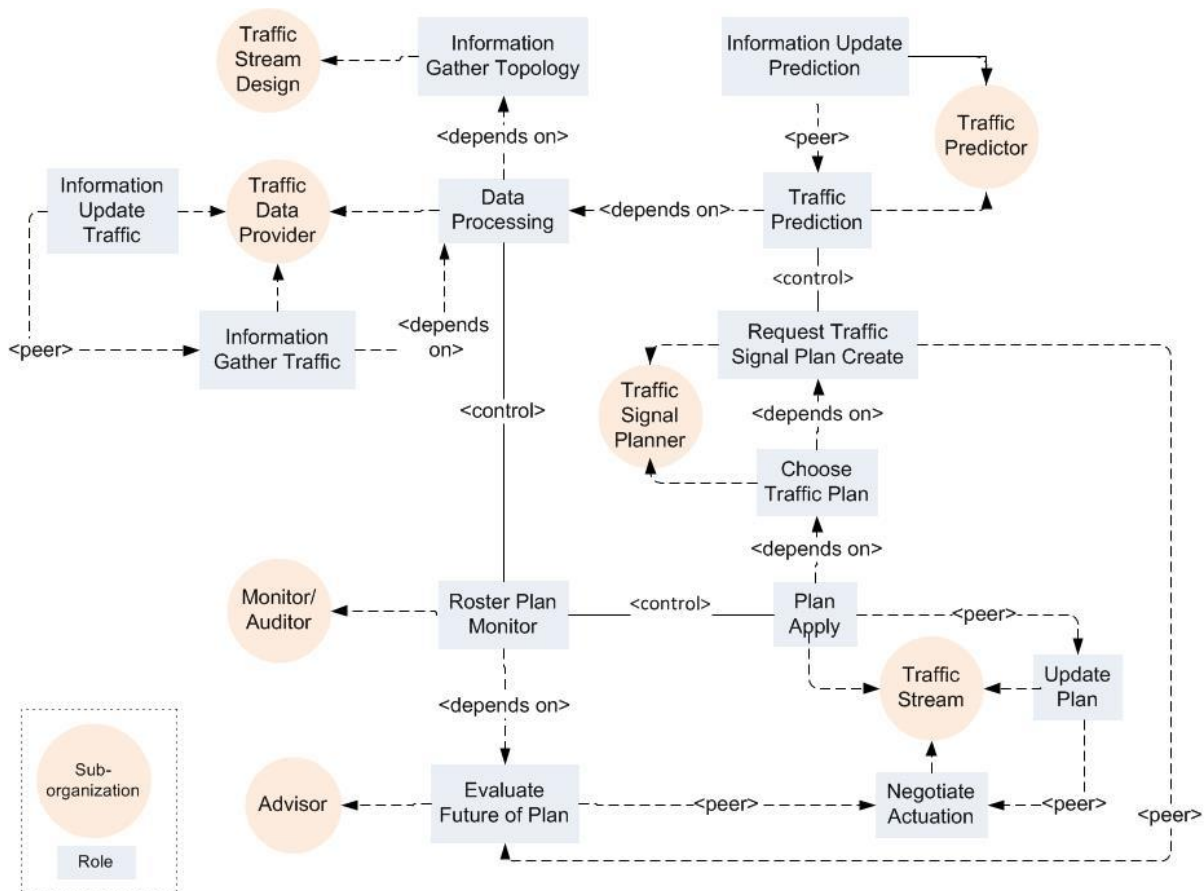 Traffic
Stream
Design
Information
Gather Topology
Information Update
Prediction
Traffic
Predictor
<depends on>
<peer>
Information
Update
Traffic
Traffic
Data
Provider
Data
Processing
<depends on>
Traffic
Prediction
<control>
<peer>
Information
Gather Traffic
<depends
on>
Request Traffic
Signal Plan Create
<control>
Traffic
Signal
Planner
<depends on>
Choose
Traffic Plan
<depends on>
Monitor/
Auditor
Roster Plan
Monitor
<control>
Plan
Apply
<peer>
Traffic
Stream
Update
Plan
<depends on>
Advisor
Evaluate
Future of Plan
<peer>
Negotiate
Actuation
<peer>
<peer>
Sub-
organization
Role